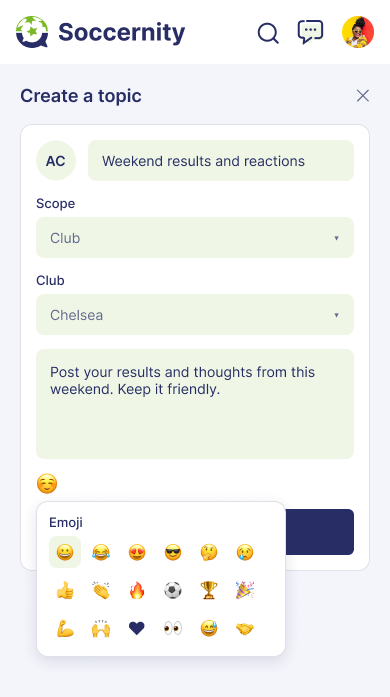 Soccernity
Create a topic
AC
Weekend results and reactions
Scope
Club
Club
Chelsea
Post your results and thoughts from this
weekend. Keep it friendly.
Emoji